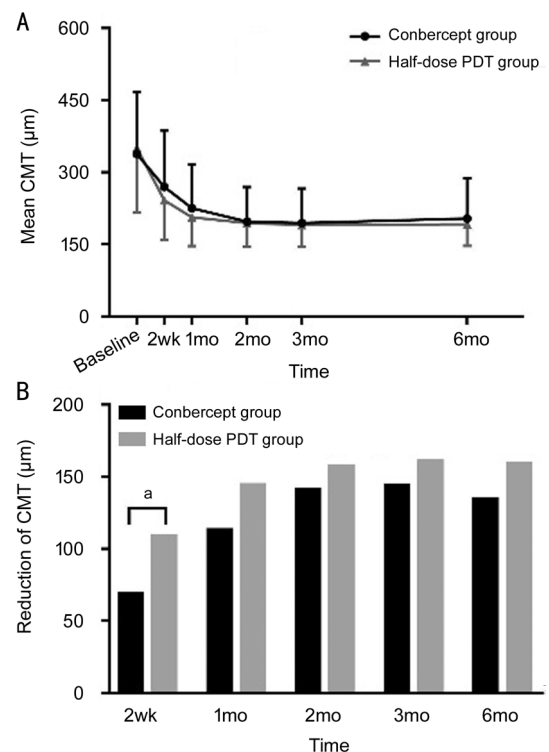 A
600
450
300
150
0
Mean CMT (μm)
Conbercept group
Half-dose PDT group
Baseline
2wk
1mo
2mo
3mo
6mo
Time
B
200
150
100
50
0
Reduction of CMT (μm)
Conbercept group
Half-dose PDT group
a
2wk
1mo
2mo
3mo
6mo
Time